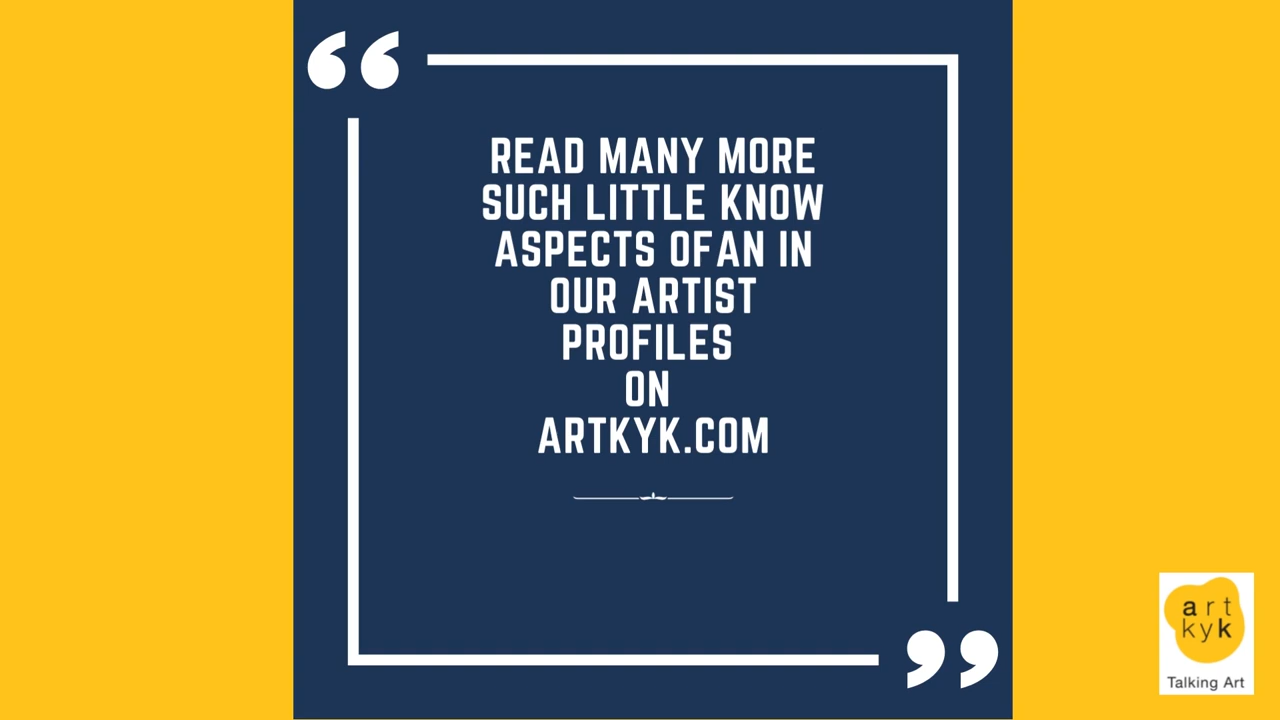 READ MANY MORE
SUCH LITTLE KNOW
ASPECTS OFAN IN
OUR ARTIST
PROFILES
ON
ARTKYK.COM
art
kyk
Talking Art